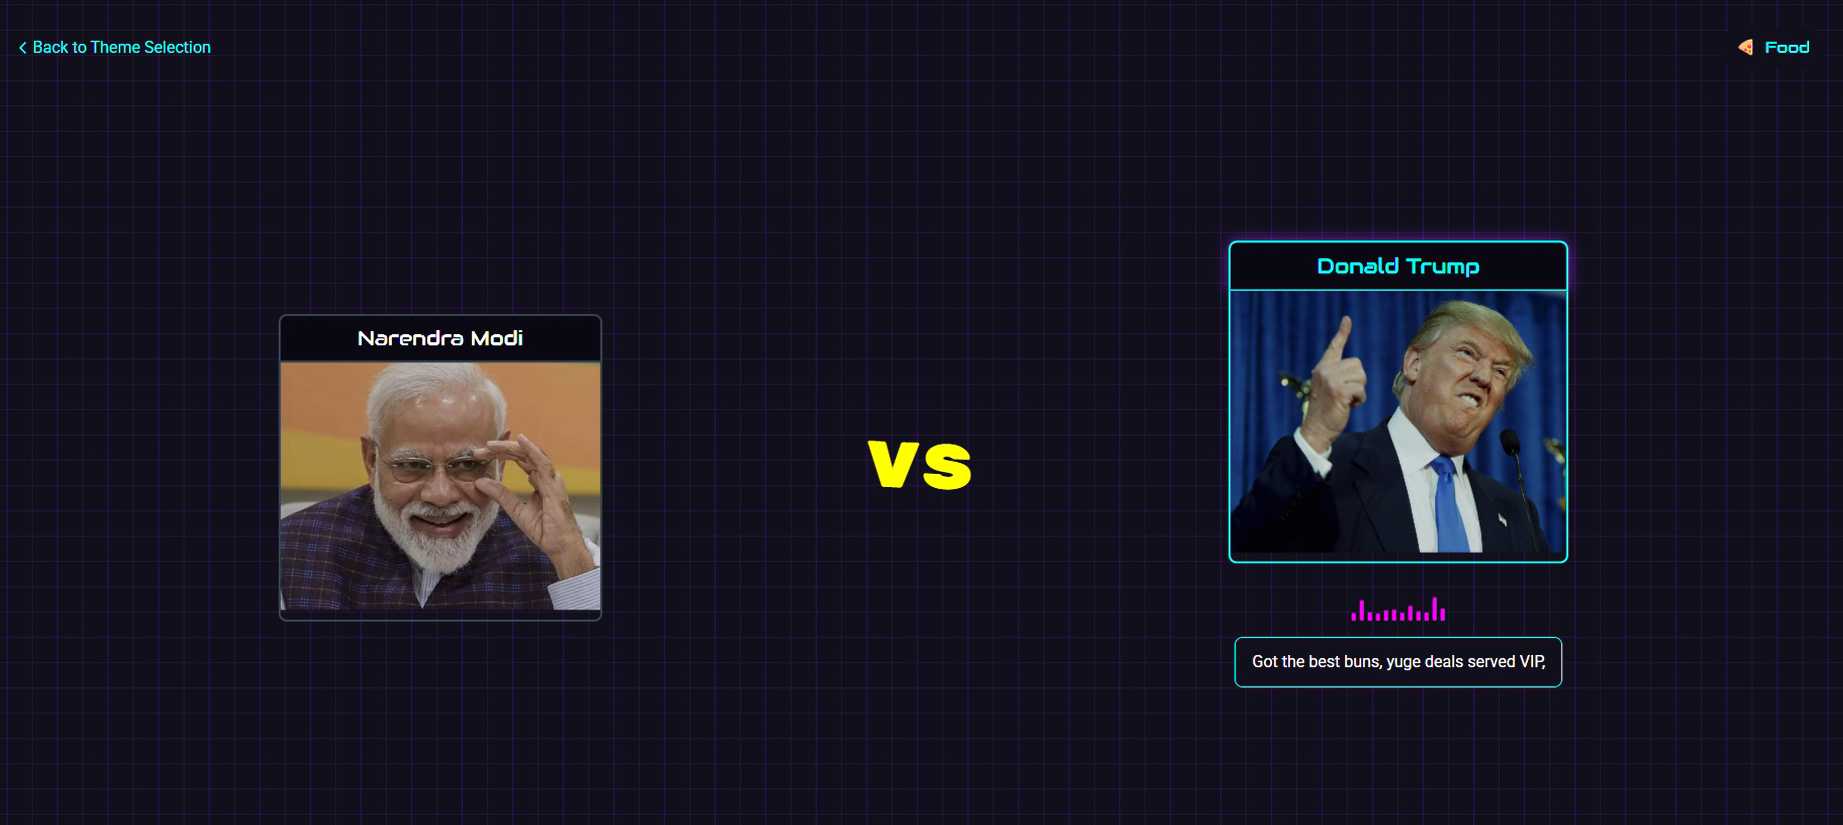 Back to Theme Selection
Food
Narendra Modi
VS
Donald Trump
Got the best buns, yuge deals served VIP,